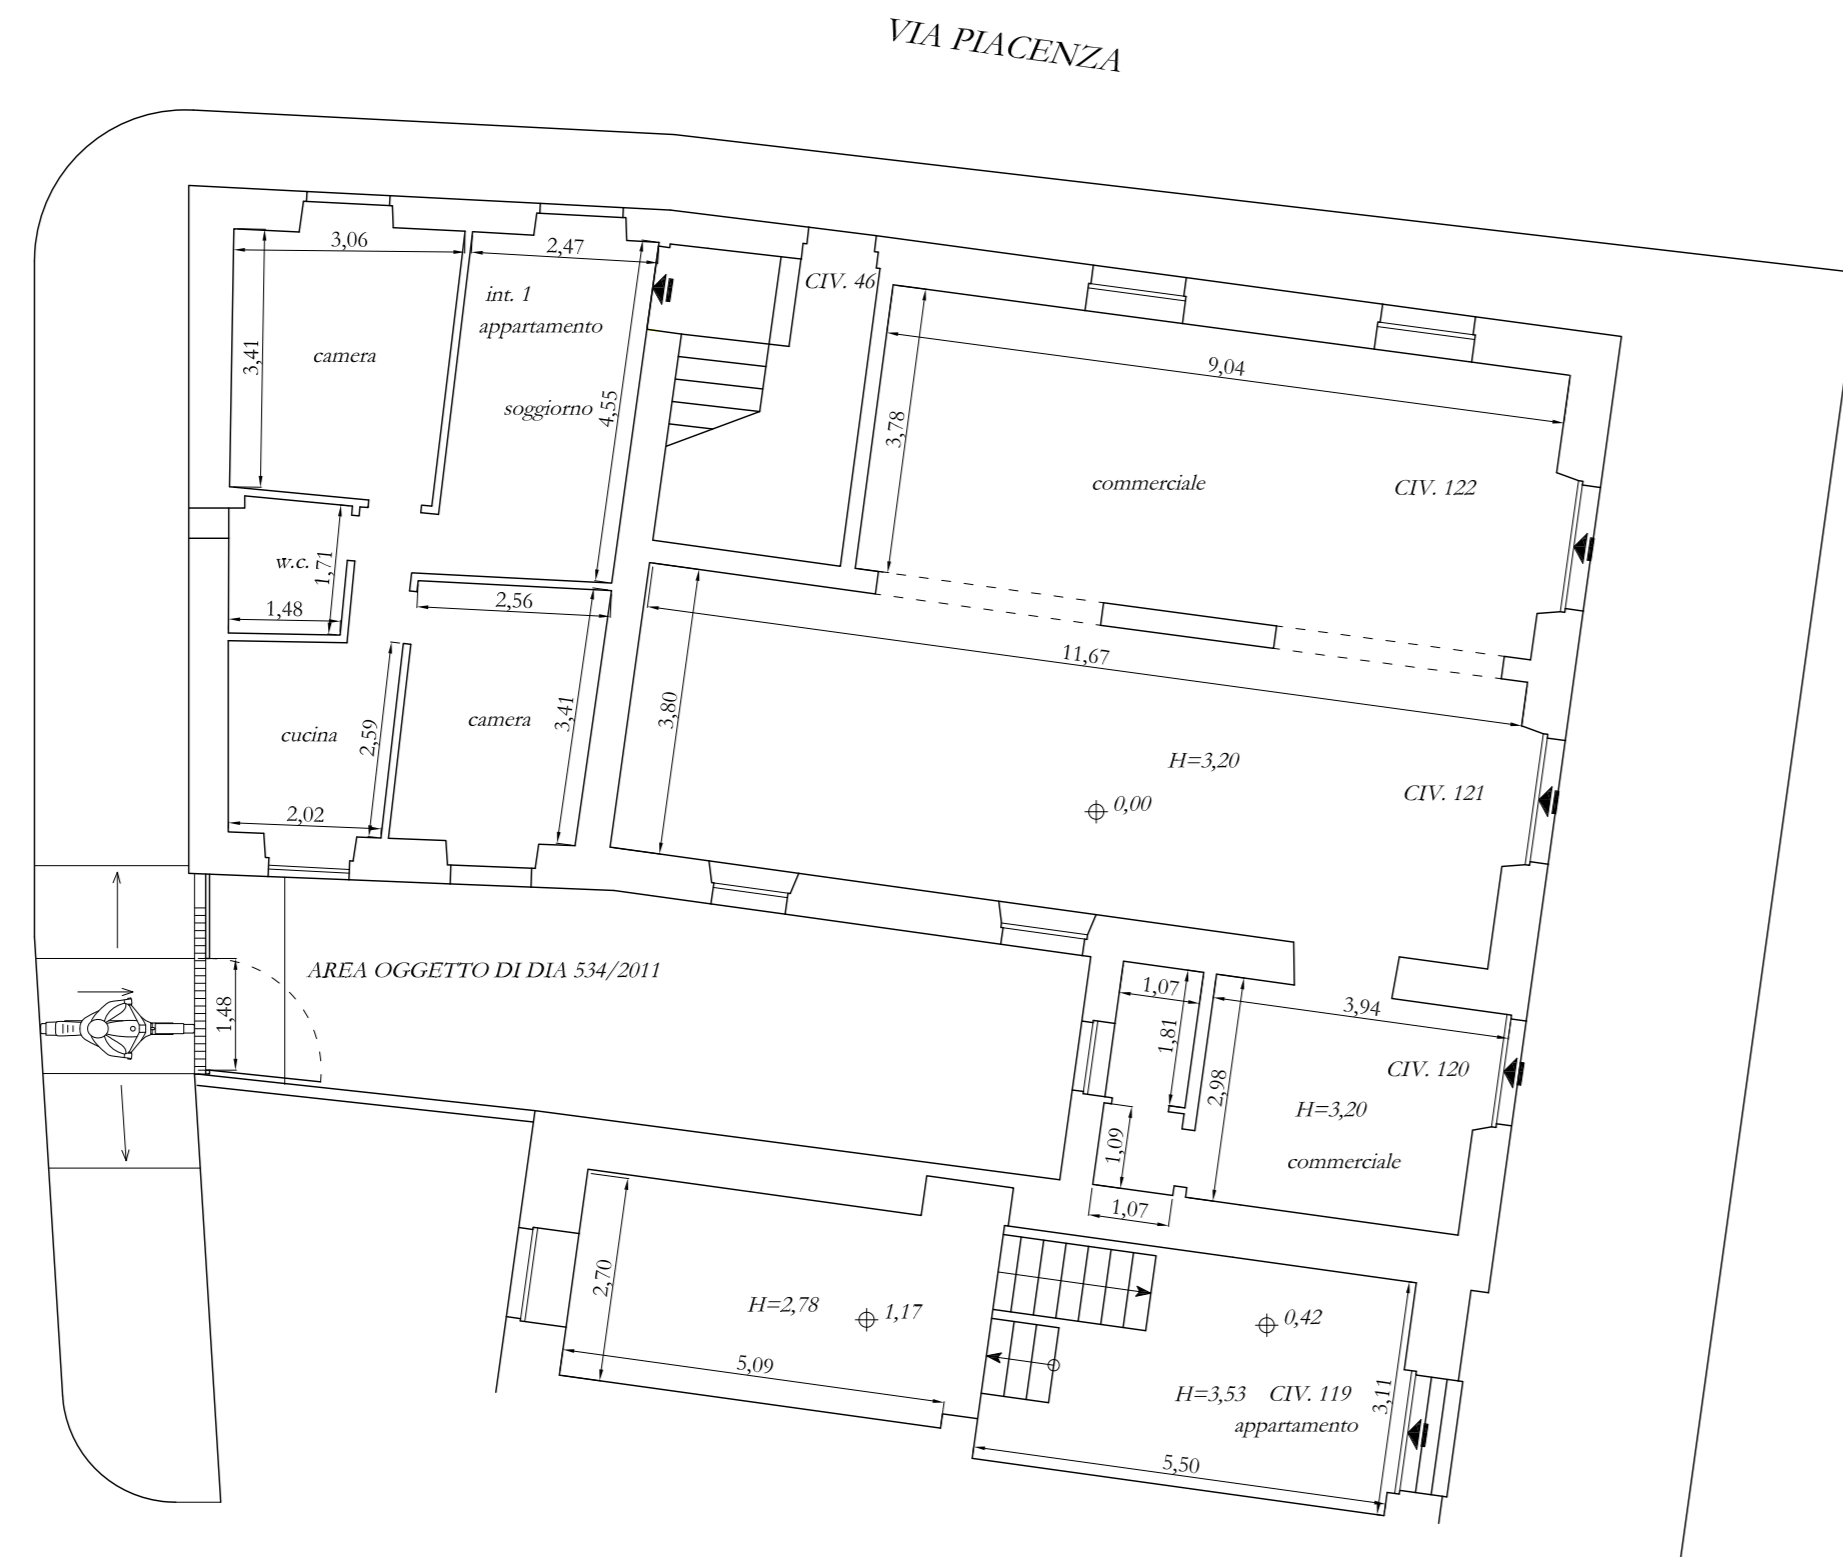 VIA PIACENZA
3,06
2,47
CIV. 46
int. 1
appartamento
3,41
camera
soggiorno
4,55
9,04
3,78
commerciale
CIV. 122
w.c.
1,71
1,48
2,56
11,67
cucina
2,59
camera
3,41
3,80
2,02
H=3,20
0,00
CIV. 121
AREA OGGETTO DI DIA 534/2011
1,48
1,07
1,81
3,94
2,98
CIV. 120
H=3,20
commerciale
1,09
1,07
2,70
H=2,78
1,17
5,09
0,42
H=3,53
CIV. 119
appartamento
3,11
5,50